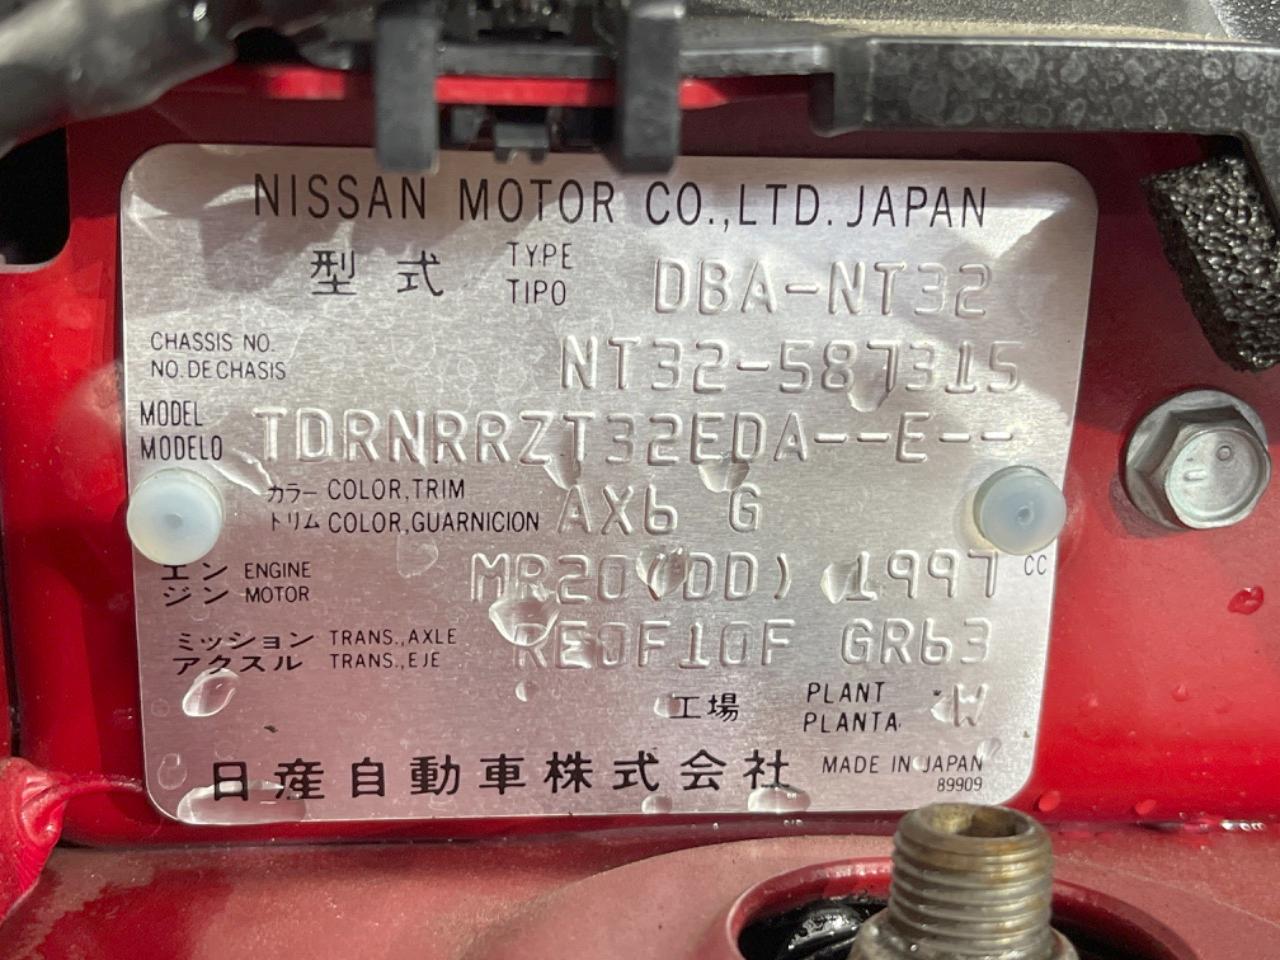 NISSAN MOTOR CO.,LTD. JAPAN
型式 TYPE TIPO DBA-NT32
CHASSIS NO. NO. DE CHASIS NT32-587315
MODEL MODELO TDRNRRZT32EDA--E--
カラー COLOR,TRIM
トリム COLOR,GUARNICION AX6 G
エン ENGINE
ジン MOTOR MR20(DD) 1997 CC
ミッション TRANS.,AXLE
アクスル TRANS.,EJE RE0F10F GR63
工場 PLANT PLANTA W
日産自動車株式会社 MADE IN JAPAN
89909